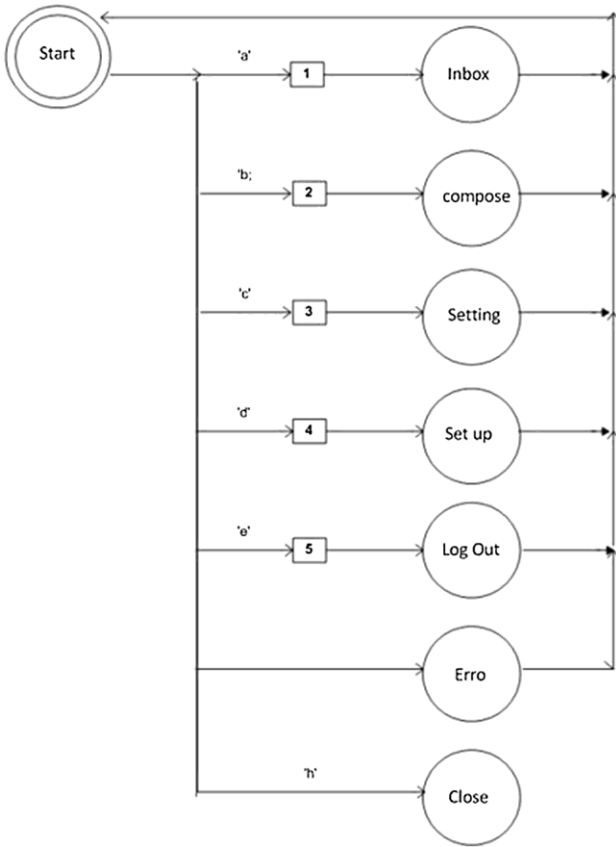 Start
'a'
1
Inbox
'b;
2
compose
'c'
3
Setting
'd'
4
Set up
'e'
5
Log Out
Erro
'h'
Close